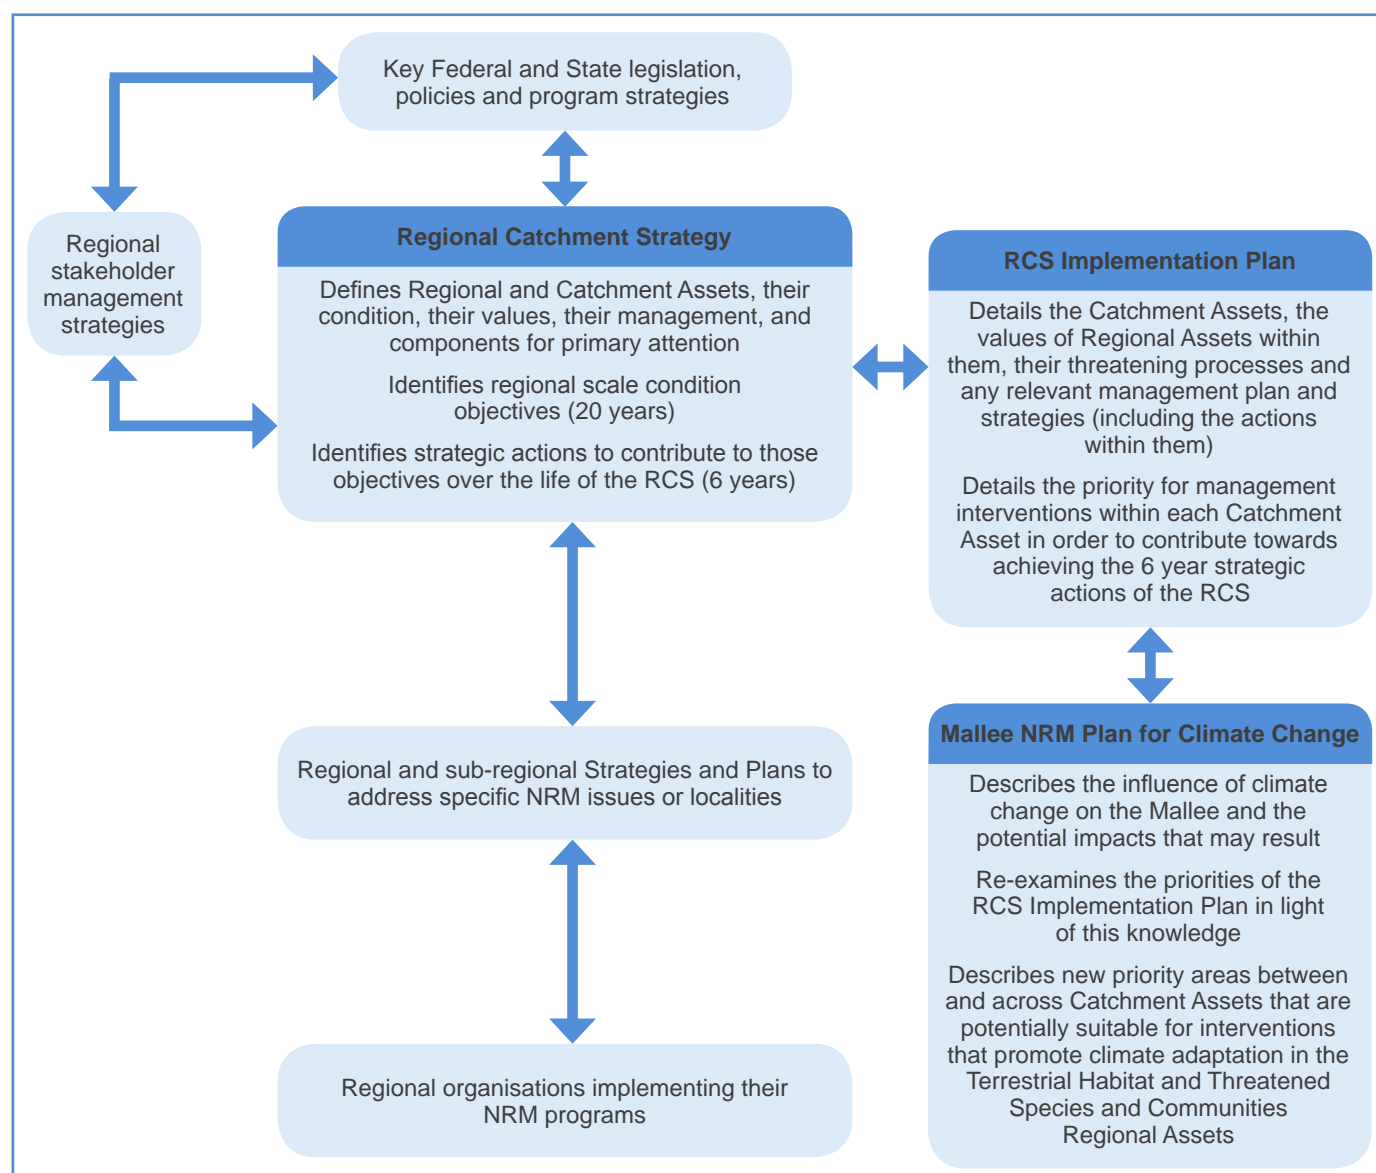 Key Federal and State legislation,
policies and program strategies
Regional
stakeholder
management
strategies
Regional Catchment Strategy
Defines Regional and Catchment Assets, their
condition, their values, their management, and
components for primary attention
Identifies regional scale condition
objectives (20 years)
Identifies strategic actions to contribute to those
objectives over the life of the RCS (6 years)
RCS Implementation Plan
Details the Catchment Assets, the
values of Regional Assets within
them, their threatening processes and
any relevant management plan and
strategies (including the actions
within them)
Details the priority for management
interventions within each Catchment
Asset in order to contribute towards
achieving the 6 year strategic
actions of the RCS
Regional and sub-regional Strategies and Plans to
address specific NRM issues or localities
Mallee NRM Plan for Climate Change
Describes the influence of climate
change on the Mallee and the
potential impacts that may result
Re-examines the priorities of the
RCS Implementation Plan in light
of this knowledge
Describes new priority areas between
and across Catchment Assets that are
potentially suitable for interventions
that promote climate adaptation in the
Terrestrial Habitat and Threatened
Species and Communities
Regional Assets
Regional organisations implementing their
NRM programs